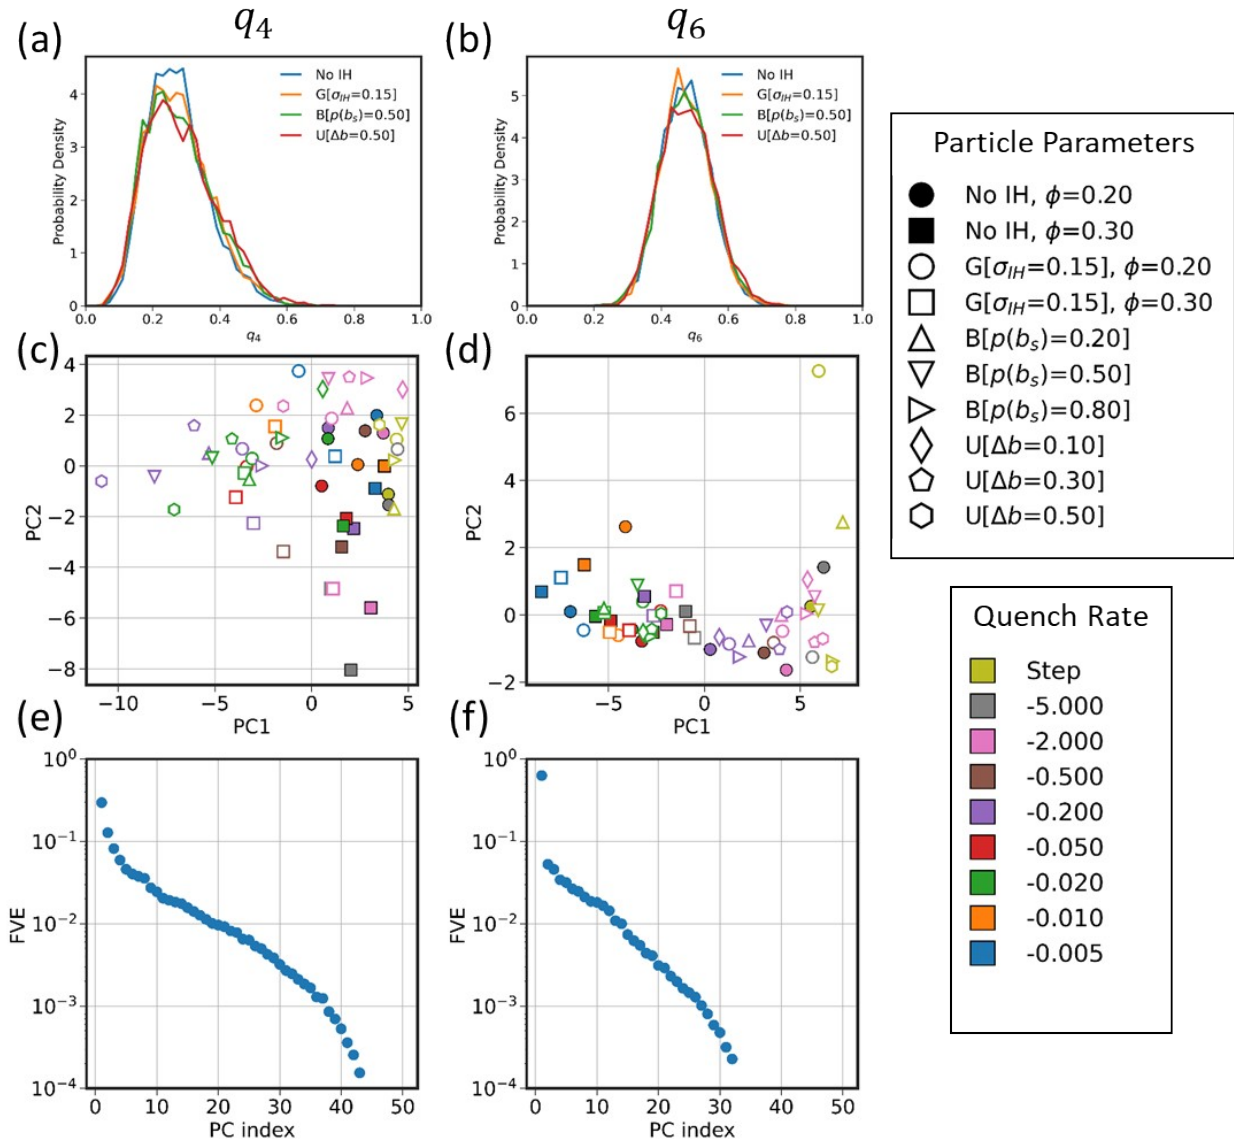 q4
q6
(a)
(b)
4
3
2
1
0
Probability Density
No IH
G[σIH=0.15]
B[p(bs)=0.50]
U[Δb=0.50]
0.0 0.2 0.4 0.6 0.8 1.0
q4
5
4
3
2
1
0
Probability Density
No IH
G[σIH=0.15]
B[p(bs)=0.50]
U[Δb=0.50]
0.0 0.2 0.4 0.6 0.8 1.0
q6
(c)
(d)
4
2
0
−2
−4
−6
−8
PC2
−10 −5 0 5
PC1
6
4
2
0
−2
PC2
−5 0 5
PC1
(e)
(f)
10^0
10^−1
10^−2
10^−3
10^−4
FVE
0 10 20 30 40 50
PC index
10^0
10^−1
10^−2
10^−3
10^−4
FVE
0 10 20 30 40 50
PC index
Particle Parameters
No IH, ϕ=0.20
No IH, ϕ=0.30
G[σIH=0.15], ϕ=0.20
G[σIH=0.15], ϕ=0.30
B[p(bs)=0.20]
B[p(bs)=0.50]
B[p(bs)=0.80]
U[Δb=0.10]
U[Δb=0.30]
U[Δb=0.50]
Quench Rate
Step
-5.000
-2.000
-0.500
-0.200
-0.050
-0.020
-0.010
-0.005